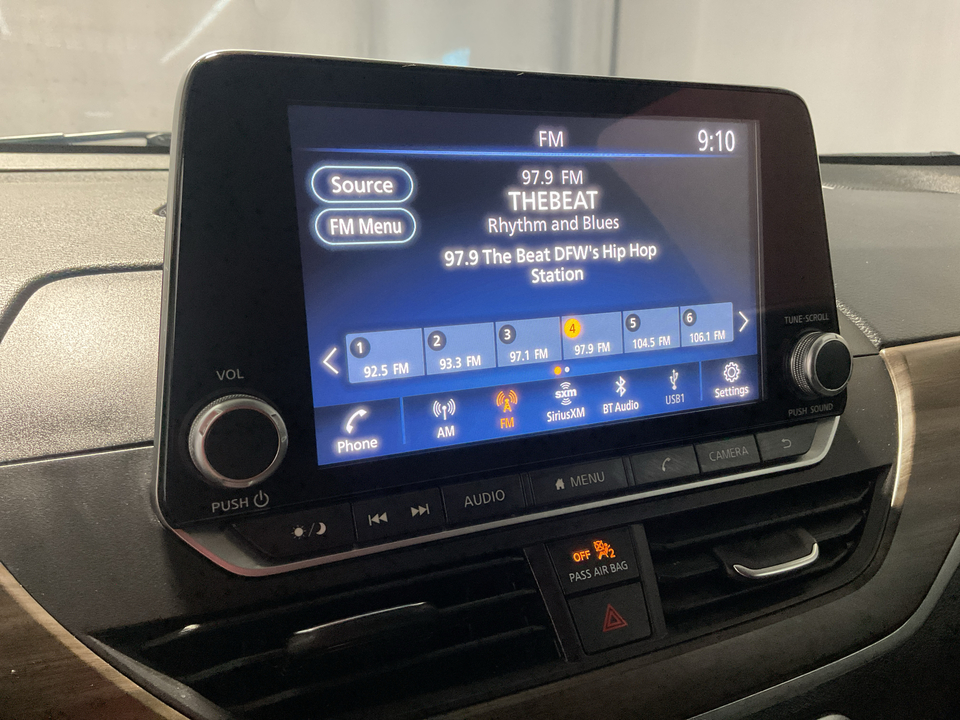 FM
9:10
Source
FM Menu
97.9 FM
THEBEAT
Rhythm and Blues
97.9 The Beat DFW's Hip Hop
Station
1
92.5 FM
2
93.3 FM
3
97.1 FM
4
97.9 FM
5
104.5 FM
6
106.1 FM
Phone
AM
FM
sxm
SiriusXM
BT Audio
USB1
Settings
VOL
PUSH
TUNE·SCROLL
PUSH SOUND
AUDIO
MENU
CAMERA
OFF 2
PASS AIR BAG